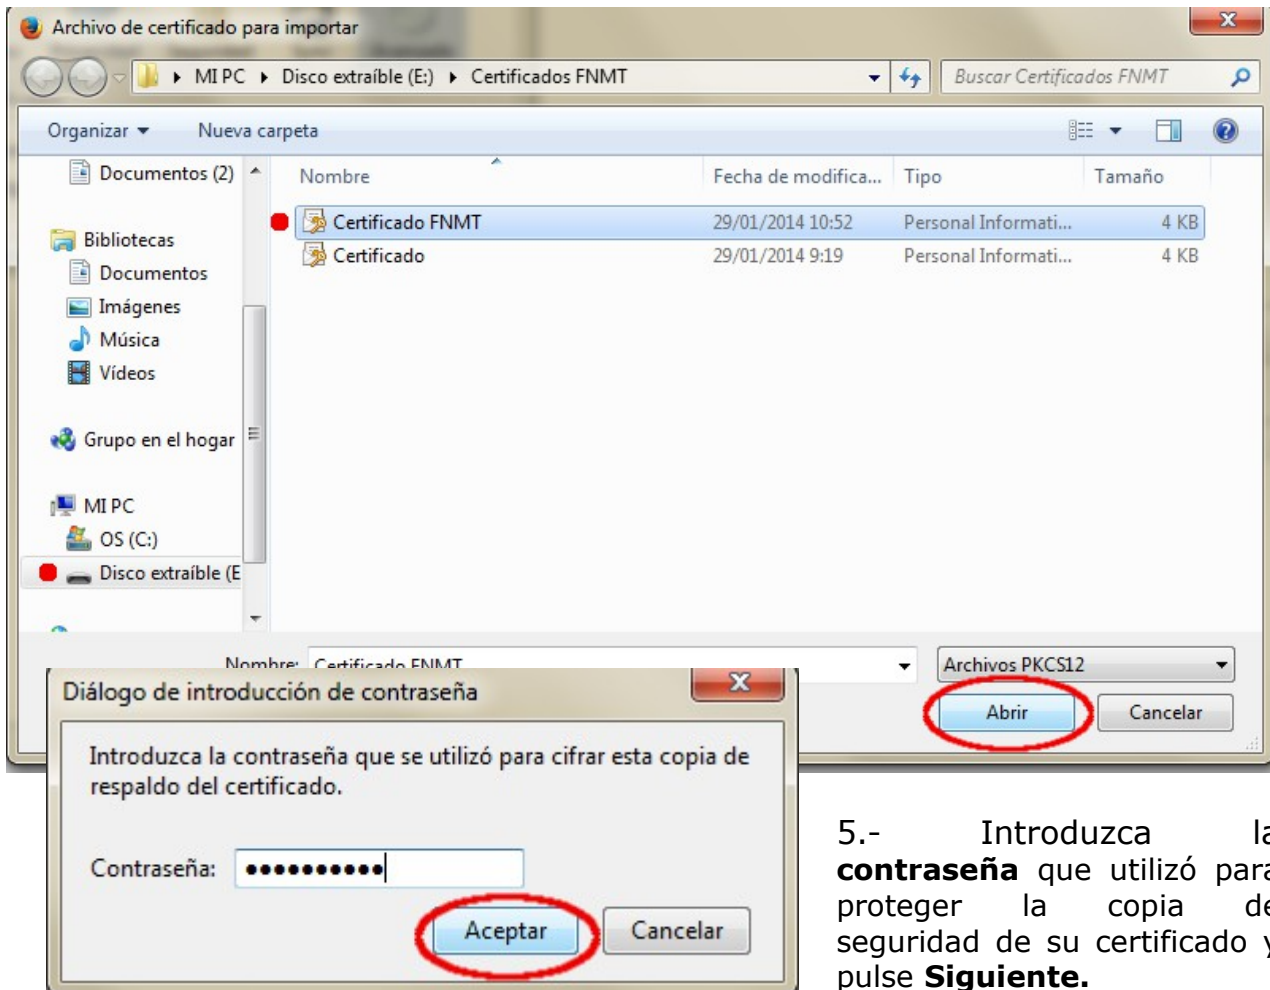 Archivo de certificado para importar
MI PC Disco extraíble (E:) Certificados FNMT Buscar Certificados FNMT
Organizar Nueva carpeta
Documentos (2)
Bibliotecas
Documentos
Imágenes
Música
Vídeos
Grupo en el hogar
MI PC
OS (C:)
Disco extraíble (E
Nombre Fecha de modifica... Tipo Tamaño
Certificado FNMT 29/01/2014 10:52 Personal Informati... 4 KB
Certificado 29/01/2014 9:19 Personal Informati... 4 KB
Nombre: Certificado FNMT Archivos PKCS12
Abrir Cancelar
Diálogo de introducción de contraseña
Introduzca la contraseña que se utilizó para cifrar esta copia de
respaldo del certificado.
Contraseña: ●●●●●●●●●●
Aceptar Cancelar
5.- Introduzca la
contraseña que utilizó para
proteger la copia de
seguridad de su certificado y
pulse Siguiente.